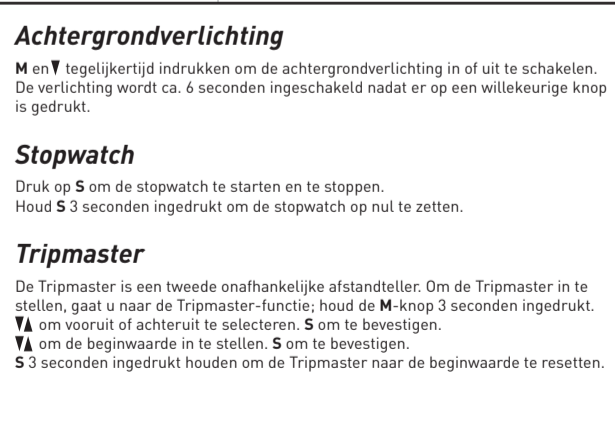 Achtergrondverlichting
M en▼ tegelijkertijd indrukken om de achtergrondverlichting in of uit te schakelen.
De verlichting wordt ca. 6 seconden ingeschakeld nadat er op een willekeurige knop
is gedrukt.
Stopwatch
Druk op S om de stopwatch te starten en te stoppen.
Houd S 3 seconden ingedrukt om de stopwatch op nul te zetten.
Tripmaster
De Tripmaster is een tweede onafhankelijke afstandteller. Om de Tripmaster in te
stellen, gaat u naar de Tripmaster-functie; houd de M-knop 3 seconden ingedrukt.
▼▲ om vooruit of achteruit te selecteren. S om te bevestigen.
▼▲ om de beginwaarde in te stellen. S om te bevestigen.
S 3 seconden ingedrukt houden om de Tripmaster naar de beginwaarde te resetten.